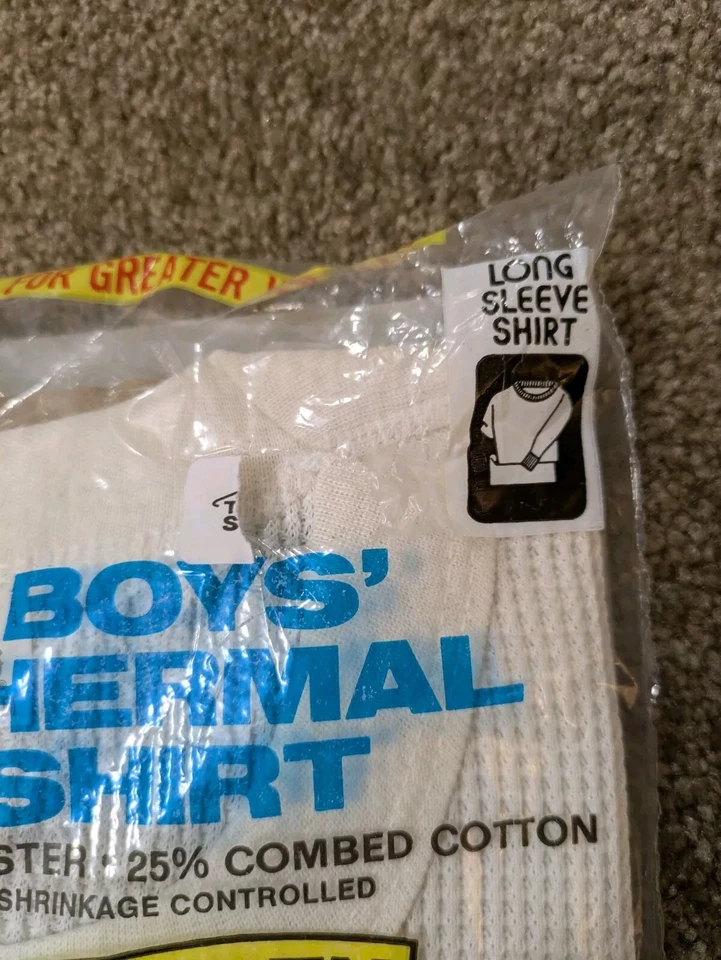 FOR GREATER
LONG
SLEEVE
SHIRT
T
S
BOYS'
HERMAL
SHIRT
STER • 25% COMBED COTTON
SHRINKAGE CONTROLLED